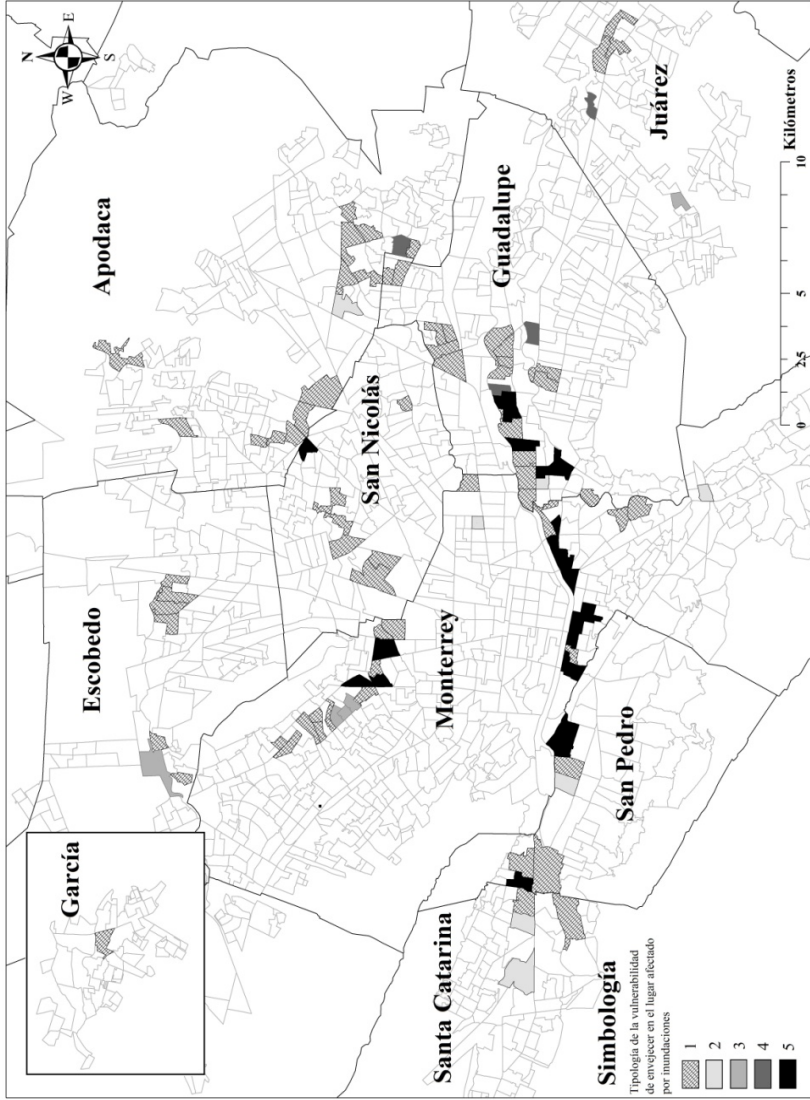 N
E
S
W
García
Escobedo
Apodaca
San Nicolás
Monterrey
Guadalupe
Juárez
Santa Catarina
San Pedro
Simbología
Tipología de la vulnerabilidad
de envejecer en el lugar afectado
por inundaciones
1
2
3
4
5
0 2.5 5 10
Kilómetros